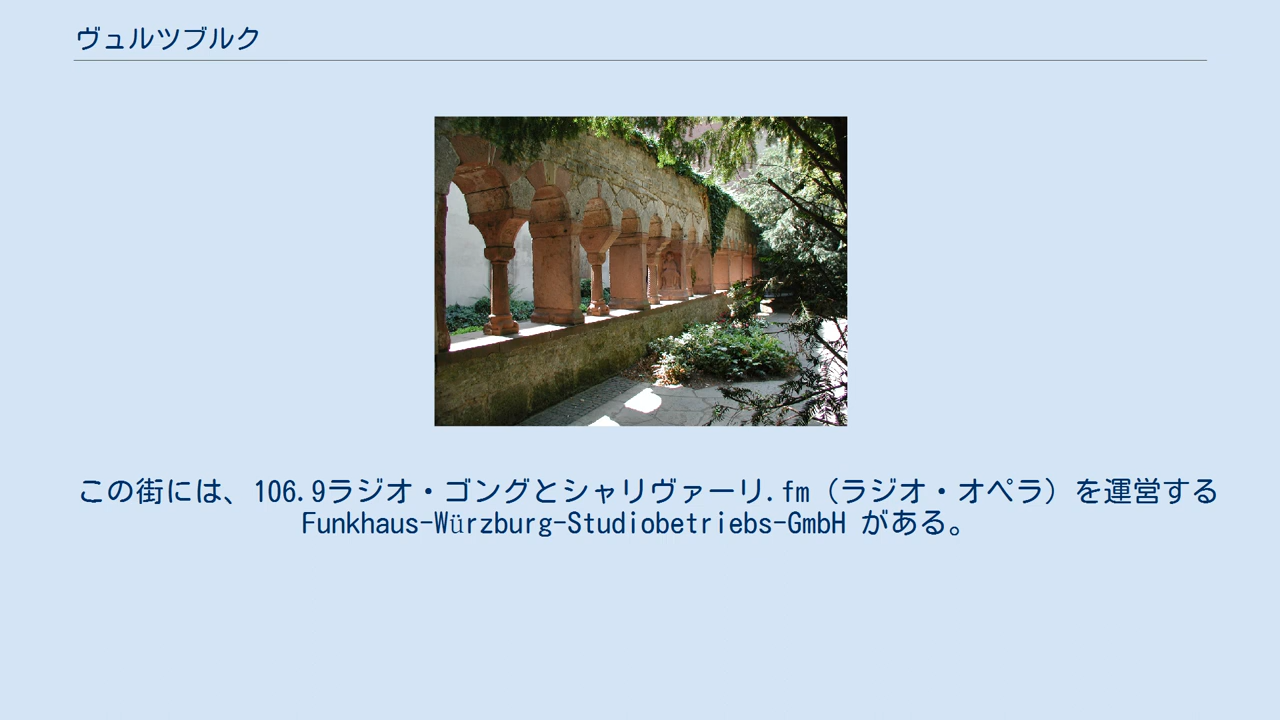 ヴュルツブルク
この街には、106.9ラジオ・ゴングとシャリヴァーリ.fm（ラジオ・オペラ）を運営する
Funkhaus-Würzburg-Studiobetriebs-GmbH がある。